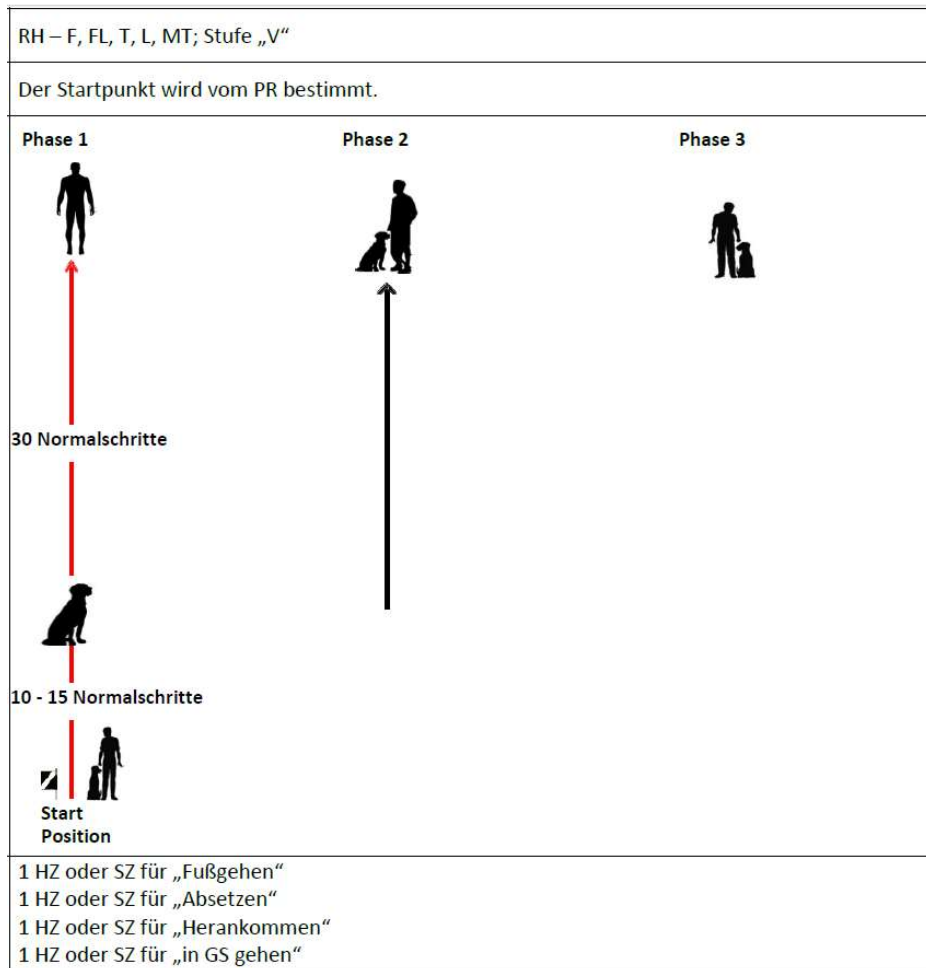 RH – F, FL, T, L, MT; Stufe „V“
Der Startpunkt wird vom PR bestimmt.
Phase 1
Phase 2
Phase 3
30 Normalschritte
10 - 15 Normalschritte
Start
Position
1 HZ oder SZ für „Fußgehen“
1 HZ oder SZ für „Absetzen“
1 HZ oder SZ für „Herankommen“
1 HZ oder SZ für „in GS gehen“